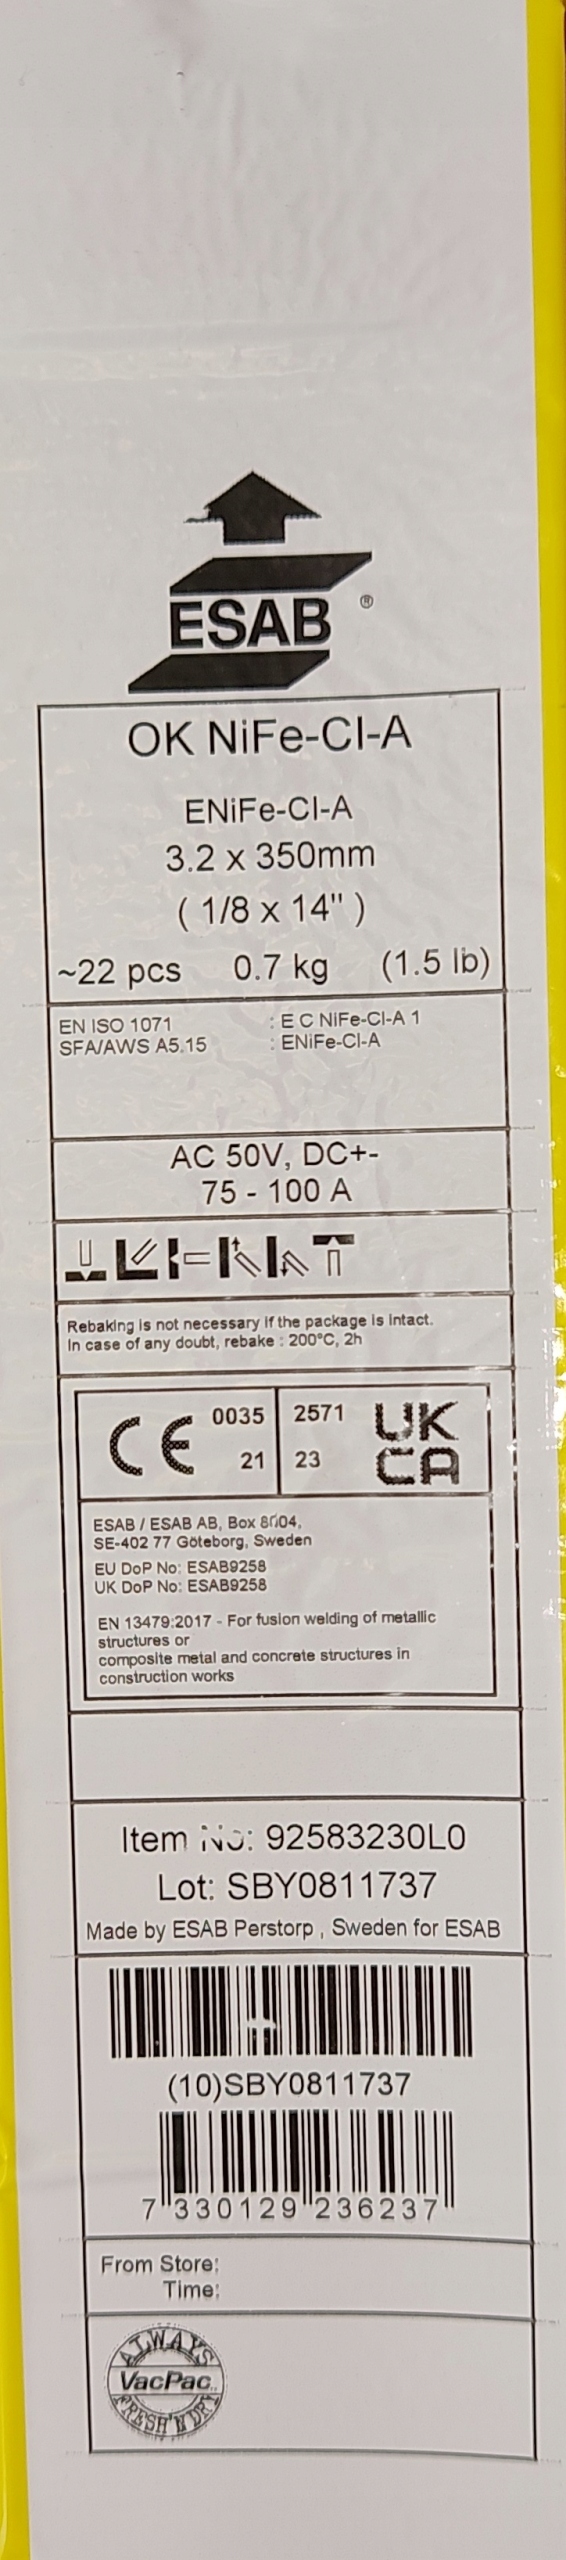 ESAB ®
OK NiFe-CI-A
ENiFe-CI-A
3.2 x 350mm
( 1/8 x 14" )
~22 pcs 0.7 kg (1.5 lb)
EN ISO 1071 : E C NiFe-CI-A 1
SFA/AWS A5.15 : ENiFe-CI-A
AC 50V, DC+-
75 - 100 A
Rebaking is not necessary if the package is intact.
In case of any doubt, rebake : 200°C, 2h
CE 0035 2571 UK
21 23 CA
ESAB / ESAB AB, Box 8004,
SE-402 77 Göteborg, Sweden
EU DoP No: ESAB9258
UK DoP No: ESAB9258
EN 13479:2017 - For fusion welding of metallic
structures or
composite metal and concrete structures in
construction works
Item No: 92583230L0
Lot: SBY0811737
Made by ESAB Perstorp , Sweden for ESAB
(10)SBY0811737
7 330129 236237
From Store:
Time:
ALWAYS
VacPac
FRESH'N DRY